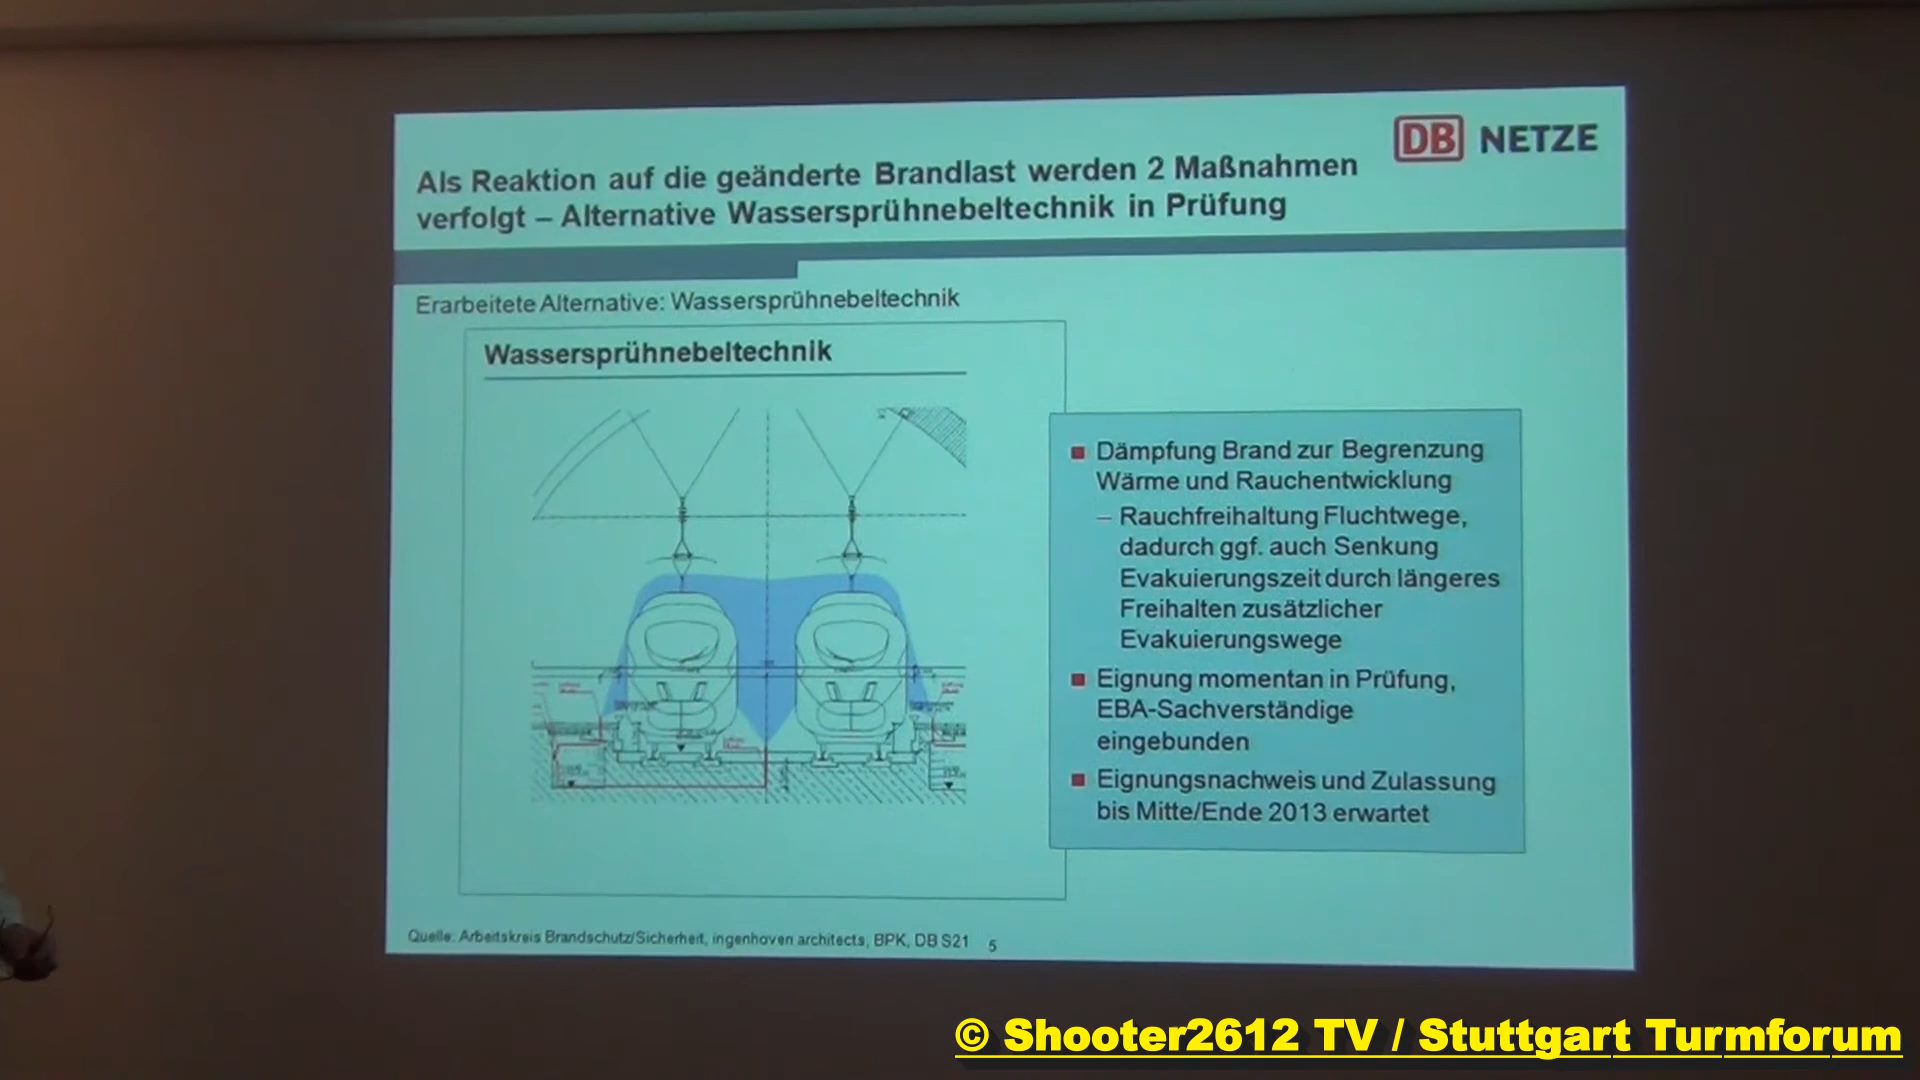 DB NETZE
Als Reaktion auf die geänderte Brandlast werden 2 Maßnahmen
verfolgt – Alternative Wassersprühnebeltechnik in Prüfung
Erarbeitete Alternative: Wassersprühnebeltechnik
Wassersprühnebeltechnik
■ Dämpfung Brand zur Begrenzung
Wärme und Rauchentwicklung
– Rauchfreihaltung Fluchtwege,
dadurch ggf. auch Senkung
Evakuierungszeit durch längeres
Freihalten zusätzlicher
Evakuierungswege
■ Eignung momentan in Prüfung,
EBA-Sachverständige
eingebunden
■ Eignungsnachweis und Zulassung
bis Mitte/Ende 2013 erwartet
Quelle: Arbeitskreis Brandschutz/Sicherheit, ingenhoven architects, BPK, DB S21 5
© Shooter2612 TV / Stuttgart Turmforum